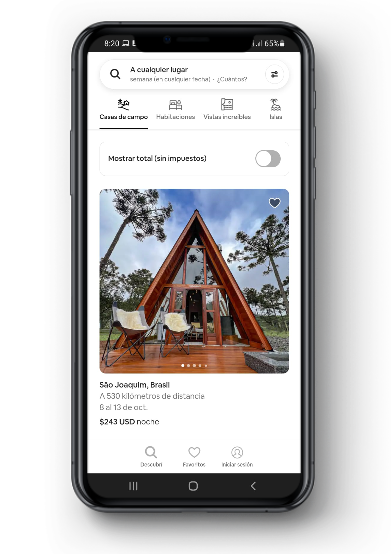 8:20
65%
A cualquier lugar
semana (en cualquier fecha) · ¿Cuántos?
Casas de campo Habitaciones Vistas increíbles Islas
Mostrar total (sin impuestos)
São Joaquim, Brasil
A 530 kilómetros de distancia
8 al 13 de oct.
$243 USD noche
Descubrí Favoritos Iniciar sesión